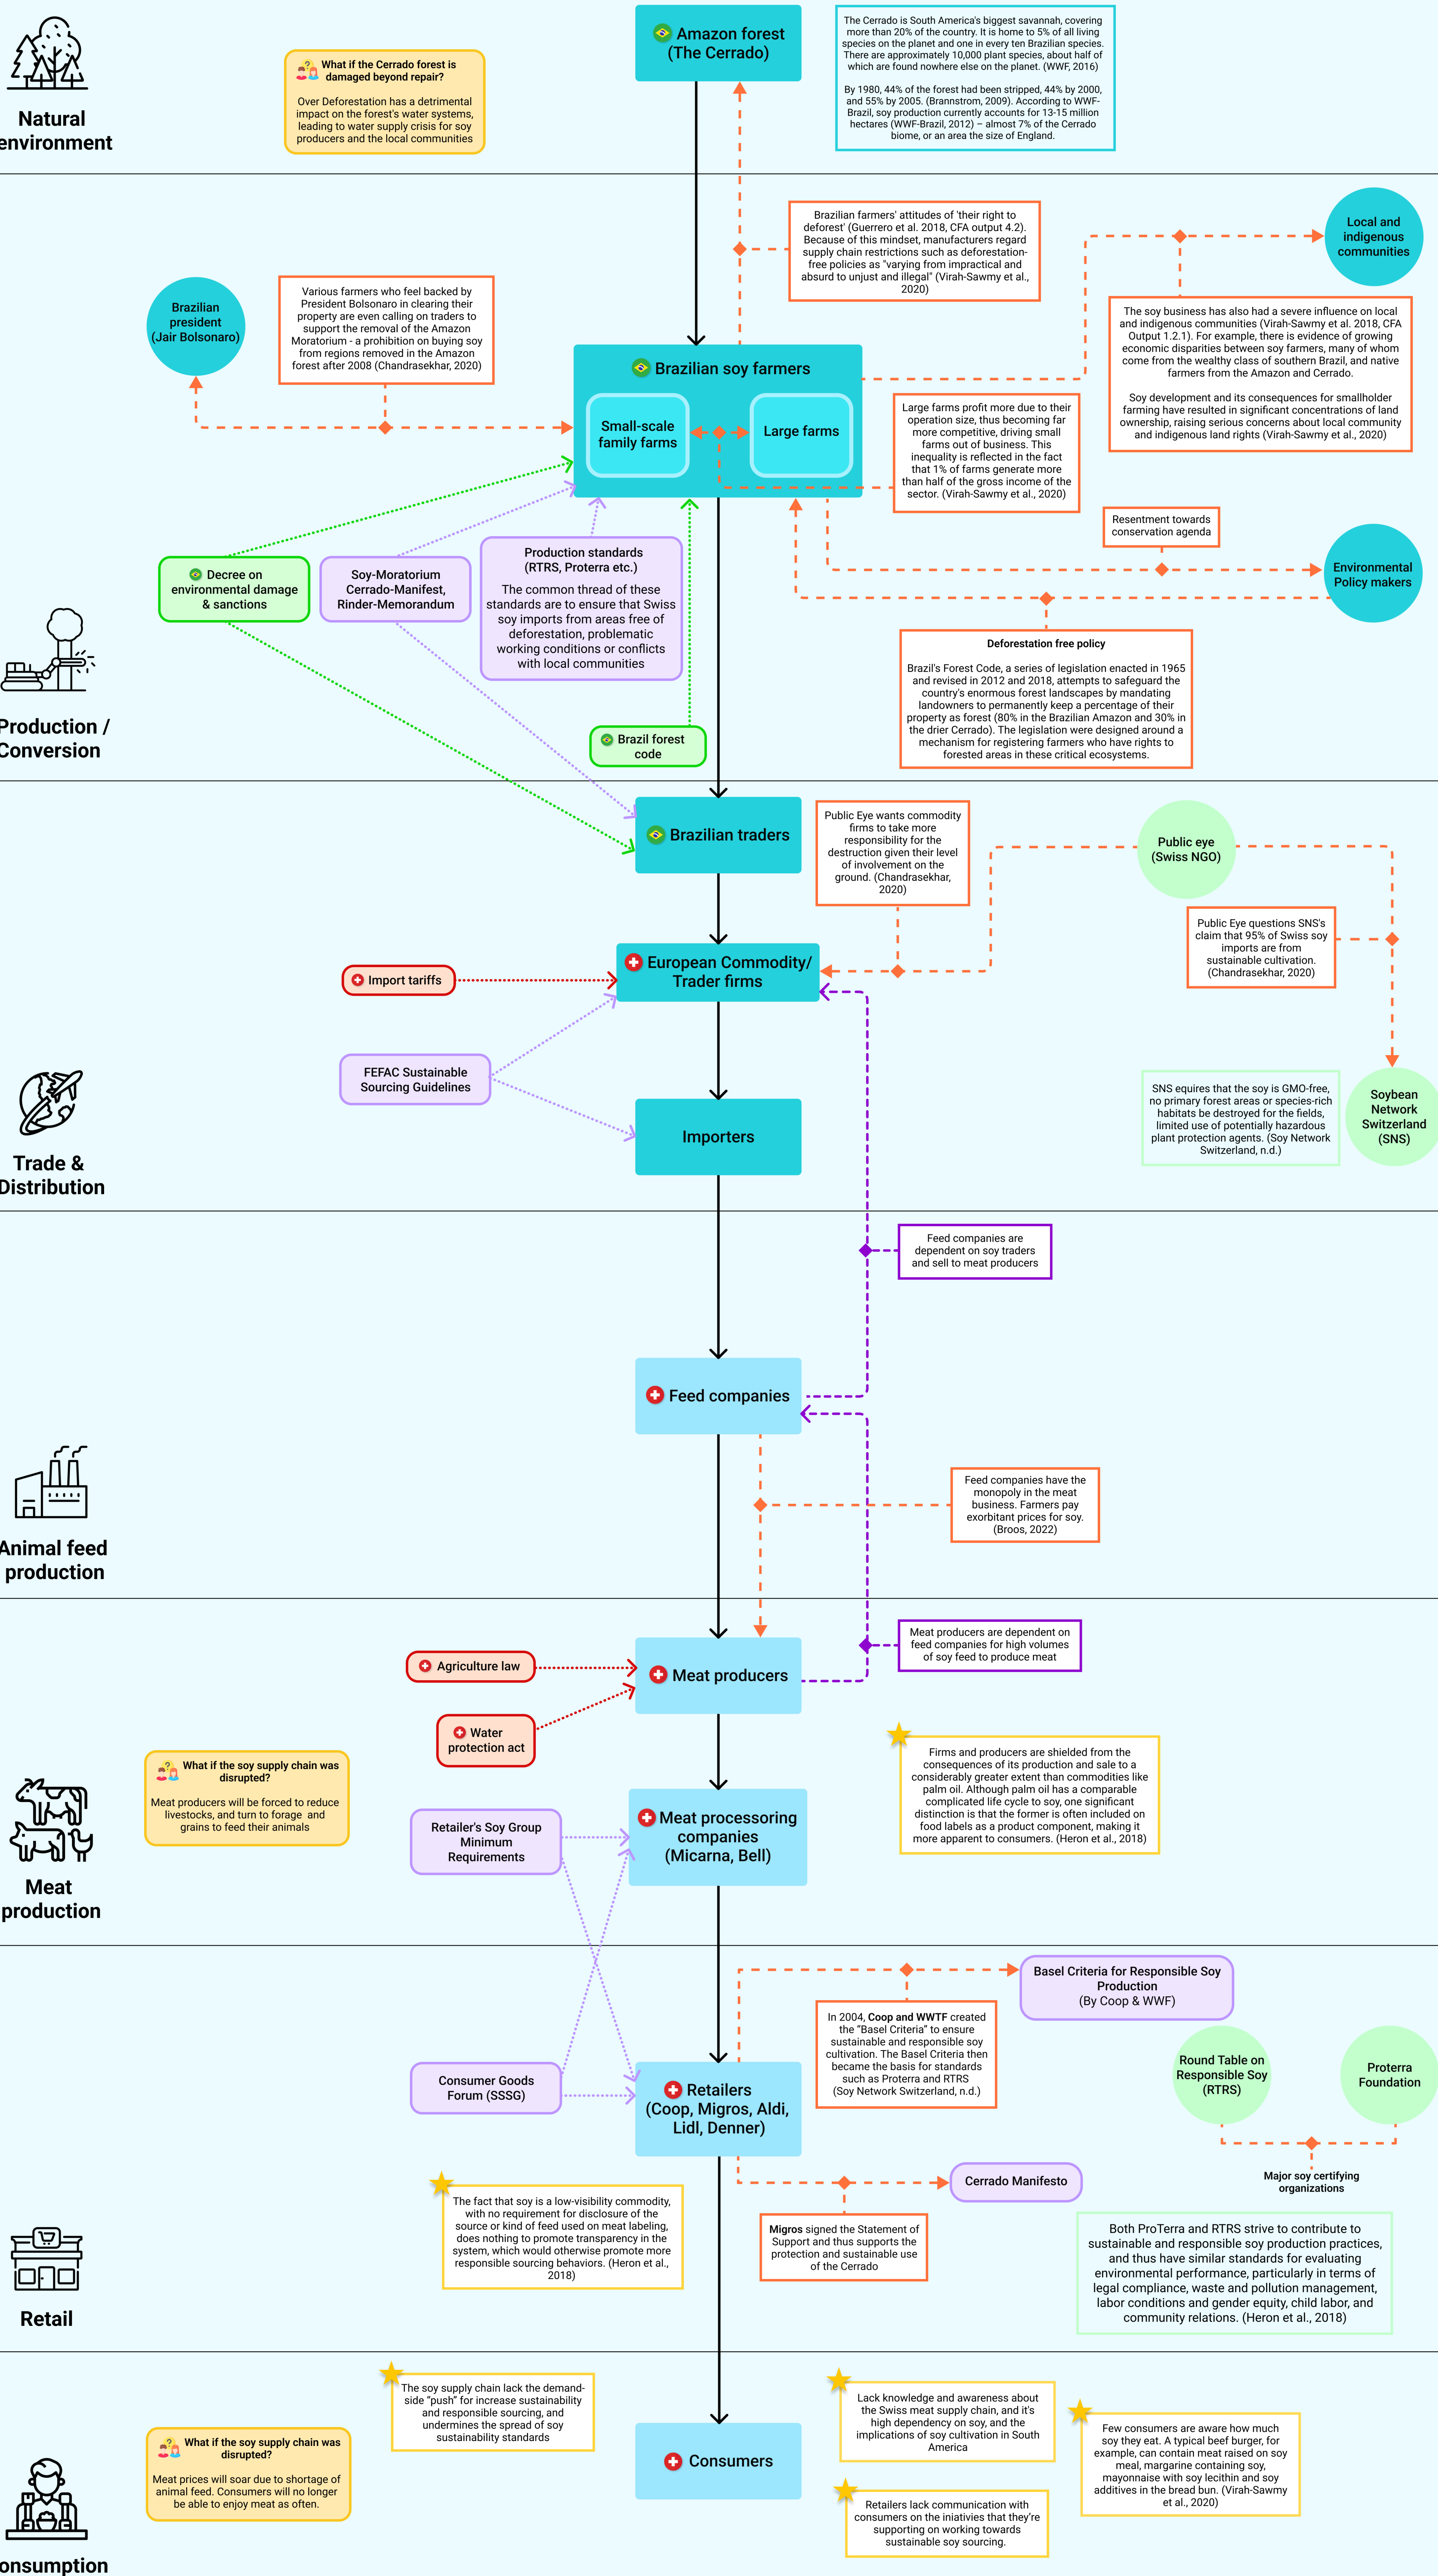 Natural
environment
What if the Cerrado forest is
damaged beyond repair?
Over Deforestation has a detrimental
impact on the forest's water systems,
leading to water supply crisis for soy
producers and the local communities
Amazon forest
(The Cerrado)
The Cerrado is South America's biggest savannah, covering
more than 20% of the country. It is home to 5% of all living
species on the planet and one in every ten Brazilian species.
There are approximately 10,000 plant species, about half of
which are found nowhere else on the planet. (WWF, 2016)
By 1980, 44% of the forest had been stripped, 44% by 2000,
and 55% by 2005. (Brannstrom, 2009). According to WWF-
Brazil, soy production currently accounts for 13-15 million
hectares (WWF-Brazil, 2012) – almost 7% of the Cerrado
biome, or an area the size of England.
Brazilian farmers' attitudes of 'their right to
deforest' (Guerrero et al. 2018, CFA output 4.2).
Because of this mindset, manufacturers regard
supply chain restrictions such as deforestation-
free policies as "varying from impractical and
absurd to unjust and illegal" (Virah-Sawmy et al.,
2020)
Local and
indigenous
communities
Brazilian
president
(Jair Bolsonaro)
Various farmers who feel backed by
President Bolsonaro in clearing their
property are even calling on traders to
support the removal of the Amazon
Moratorium - a prohibition on buying soy
from regions removed in the Amazon
forest after 2008 (Chandrasekhar, 2020)
The soy business has also had a severe influence on local
and indigenous communities (Virah-Sawmy et al. 2018, CFA
Output 1.2.1). For example, there is evidence of growing
economic disparities between soy farmers, many of whom
come from the wealthy class of southern Brazil, and native
farmers from the Amazon and Cerrado.
Soy development and its consequences for smallholder
farming have resulted in significant concentrations of land
ownership, raising serious concerns about local community
and indigenous land rights (Virah-Sawmy et al., 2020)
Brazilian soy farmers
Small-scale
family farms
Large farms
Large farms profit more due to their
operation size, thus becoming far
more competitive, driving small
farms out of business. This
inequality is reflected in the fact
that 1% of farms generate more
than half of the gross income of the
sector. (Virah-Sawmy et al., 2020)
Resentment towards
conservation agenda
Environmental
Policy makers
Decree on
environmental damage
& sanctions
Soy-Moratorium
Cerrado-Manifest,
Rinder-Memorandum
Production standards
(RTRS, Proterra etc.)
The common thread of these
standards are to ensure that Swiss
soy imports from areas free of
deforestation, problematic
working conditions or conflicts
with local communities
Deforestation free policy
Brazil's Forest Code, a series of legislation enacted in 1965
and revised in 2012 and 2018, attempts to safeguard the
country's enormous forest landscapes by mandating
landowners to permanently keep a percentage of their
property as forest (80% in the Brazilian Amazon and 30% in
the drier Cerrado). The legislation were designed around a
mechanism for registering farmers who have rights to
forested areas in these critical ecosystems.
Production /
Conversion
Brazil forest
code
Brazilian traders
Public Eye wants commodity
firms to take more
responsibility for the
destruction given their level
of involvement on the
ground. (Chandrasekhar,
2020)
Public eye
(Swiss NGO)
Public Eye questions SNS's
claim that 95% of Swiss soy
imports are from
sustainable cultivation.
(Chandrasekhar, 2020)
Import tariffs
European Commodity/
Trader firms
FEFAC Sustainable
Sourcing Guidelines
Importers
SNS equires that the soy is GMO-free,
no primary forest areas or species-rich
habitats be destroyed for the fields,
limited use of potentially hazardous
plant protection agents. (Soy Network
Switzerland, n.d.)
Soybean
Network
Switzerland
(SNS)
Trade &
Distribution
Feed companies are
dependent on soy traders
and sell to meat producers
Feed companies
Feed companies have the
monopoly in the meat
business. Farmers pay
exorbitant prices for soy.
(Broos, 2022)
Animal feed
production
Agriculture law
Water
protection act
Meat producers
Meat producers are dependent on
feed companies for high volumes
of soy feed to produce meat
What if the soy supply chain was
disrupted?
Meat producers will be forced to reduce
livestocks, and turn to forage and
grains to feed their animals
Firms and producers are shielded from the
consequences of its production and sale to a
considerably greater extent than commodities like
palm oil. Although palm oil has a comparable
complicated life cycle to soy, one significant
distinction is that the former is often included on
food labels as a product component, making it
more apparent to consumers. (Heron et al., 2018)
Retailer's Soy Group
Minimum
Requirements
Meat processoring
companies
(Micarna, Bell)
Meat
production
Basel Criteria for Responsible Soy
Production
(By Coop & WWF)
In 2004, Coop and WWTF created
the “Basel Criteria” to ensure
sustainable and responsible soy
cultivation. The Basel Criteria then
became the basis for standards
such as Proterra and RTRS
(Soy Network Switzerland, n.d.)
Round Table on
Responsible Soy
(RTRS)
Proterra
Foundation
Consumer Goods
Forum (SSSG)
Retailers
(Coop, Migros, Aldi,
Lidl, Denner)
Major soy certifying
organizations
Cerrado Manifesto
The fact that soy is a low-visibility commodity,
with no requirement for disclosure of the
source or kind of feed used on meat labeling,
does nothing to promote transparency in the
system, which would otherwise promote more
responsible sourcing behaviors. (Heron et al.,
2018)
Migros signed the Statement of
Support and thus supports the
protection and sustainable use
of the Cerrado
Both ProTerra and RTRS strive to contribute to
sustainable and responsible soy production practices,
and thus have similar standards for evaluating
environmental performance, particularly in terms of
legal compliance, waste and pollution management,
labor conditions and gender equity, child labor, and
community relations. (Heron et al., 2018)
Retail
The soy supply chain lack the demand-
side “push” for increase sustainability
and responsible sourcing, and
undermines the spread of soy
sustainability standards
What if the soy supply chain was
disrupted?
Meat prices will soar due to shortage of
animal feed. Consumers will no longer
be able to enjoy meat as often.
Consumers
Lack knowledge and awareness about
the Swiss meat supply chain, and it's
high dependency on soy, and the
implications of soy cultivation in South
America
Few consumers are aware how much
soy they eat. A typical beef burger, for
example, can contain meat raised on soy
meal, margarine containing soy,
mayonnaise with soy lecithin and soy
additives in the bread bun. (Virah-Sawmy
et al., 2020)
Retailers lack communication with
consumers on the iniativies that they're
supporting on working towards
sustainable soy sourcing.
onsumption